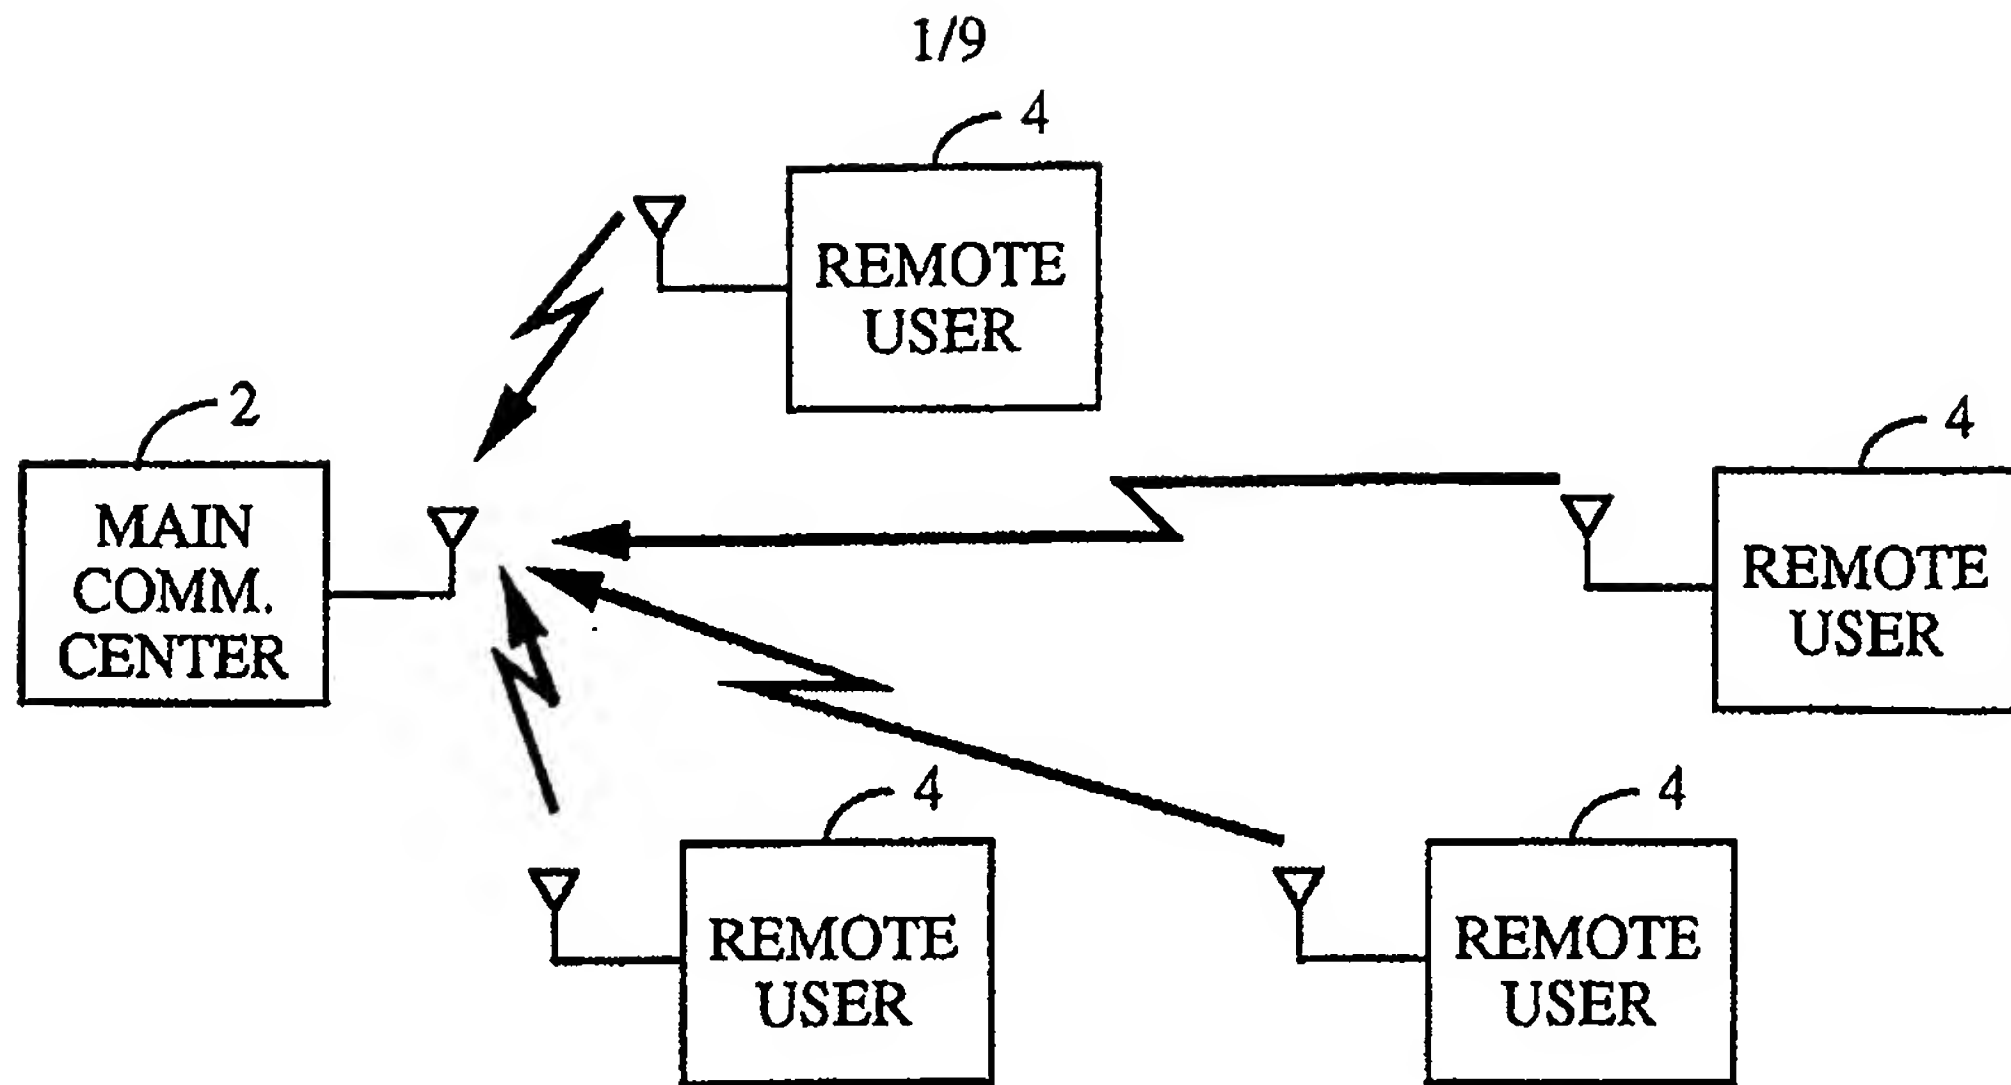 1/9
4
REMOTE
USER
2
MAIN
COMM.
CENTER
4
REMOTE
USER
4
REMOTE
USER
4
REMOTE
USER